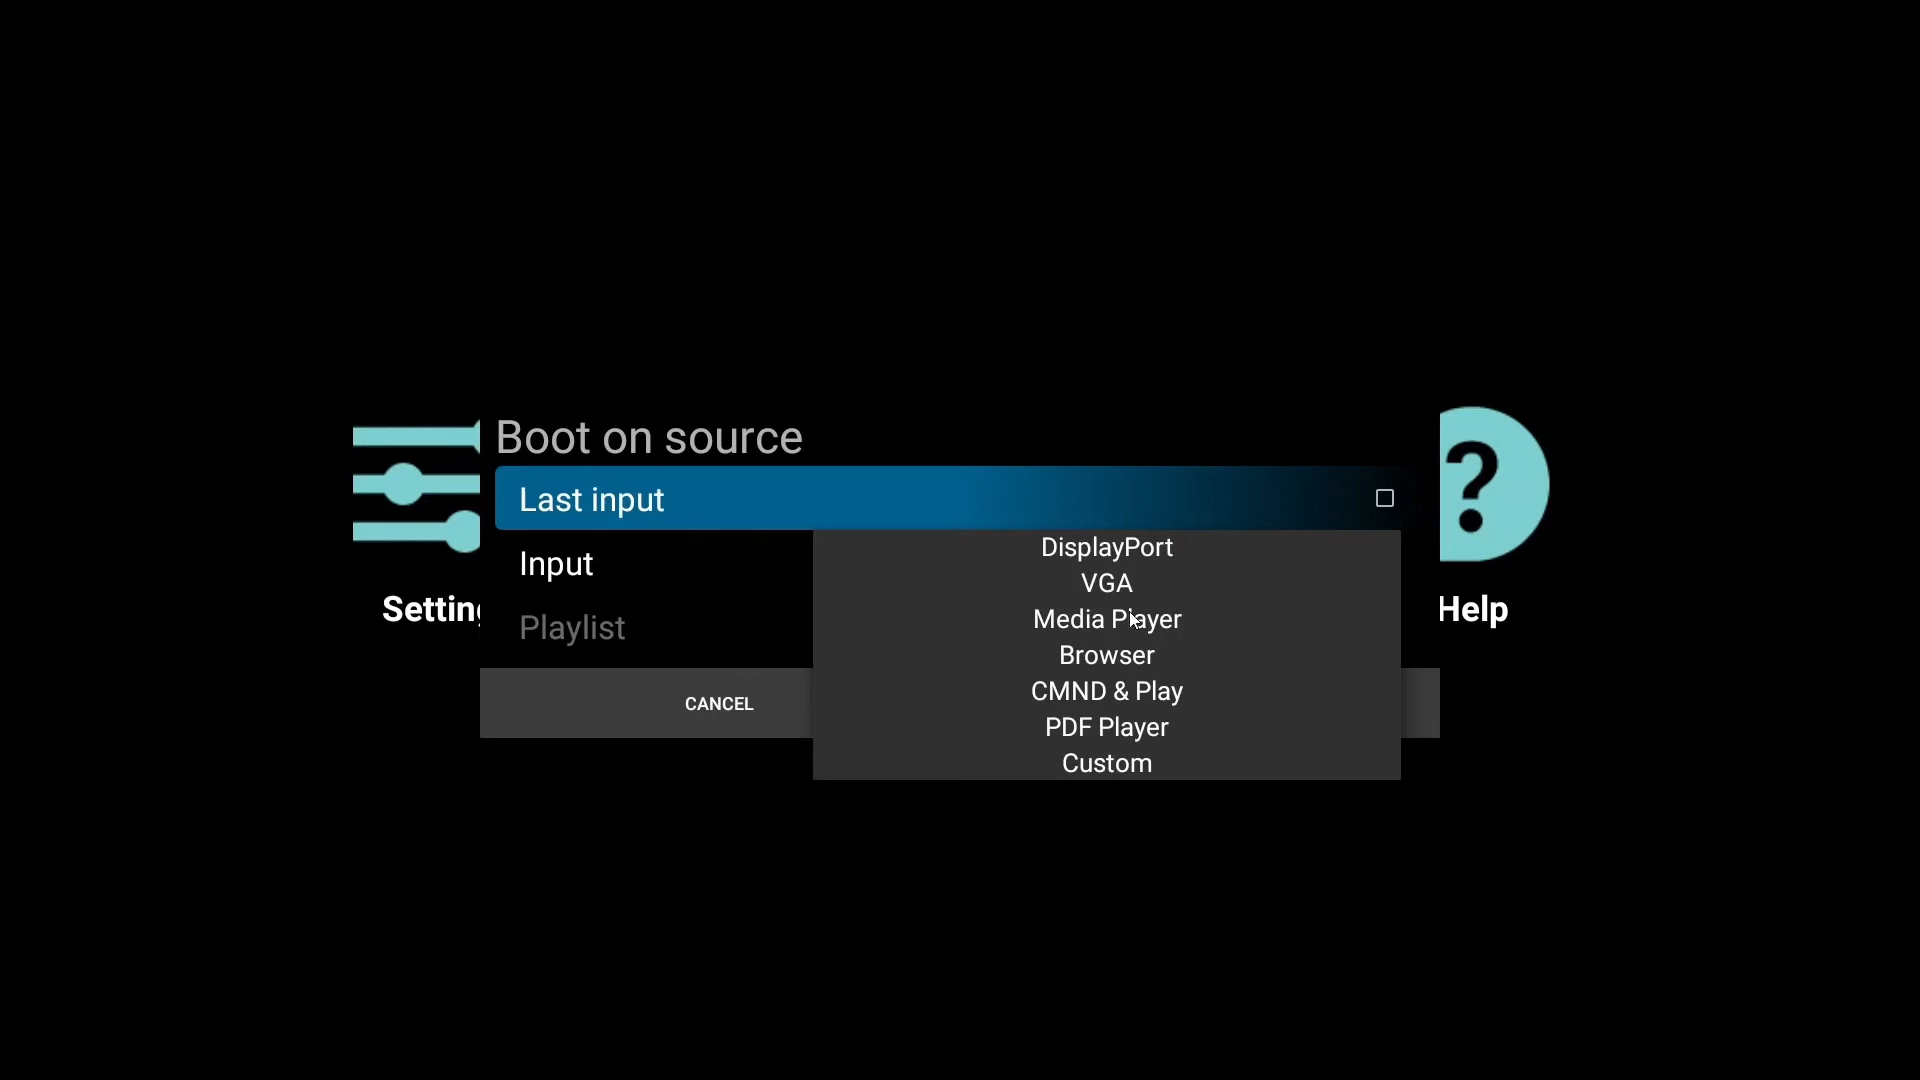 Boot on source
Last input
Input
DisplayPort
VGA
Media Player
Browser
CMND & Play
PDF Player
Custom
Playlist
CANCEL
Setting
Help
?